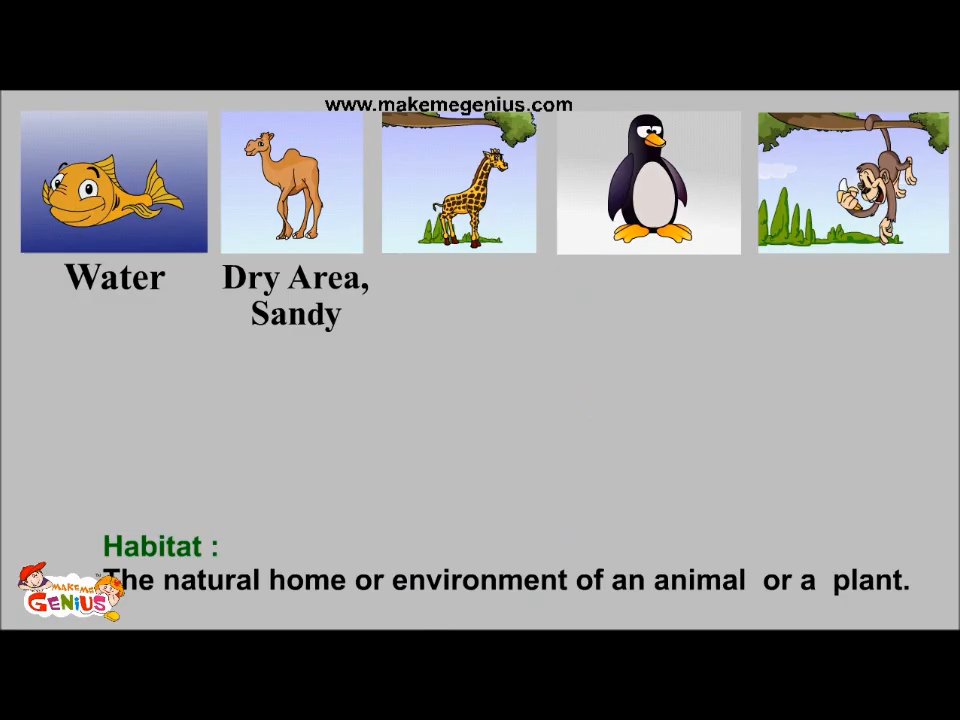 www.makemegenius.com
Water
Dry Area,
Sandy
Habitat :
The natural home or environment of an animal or a plant.
MAKE ME
GENIUS